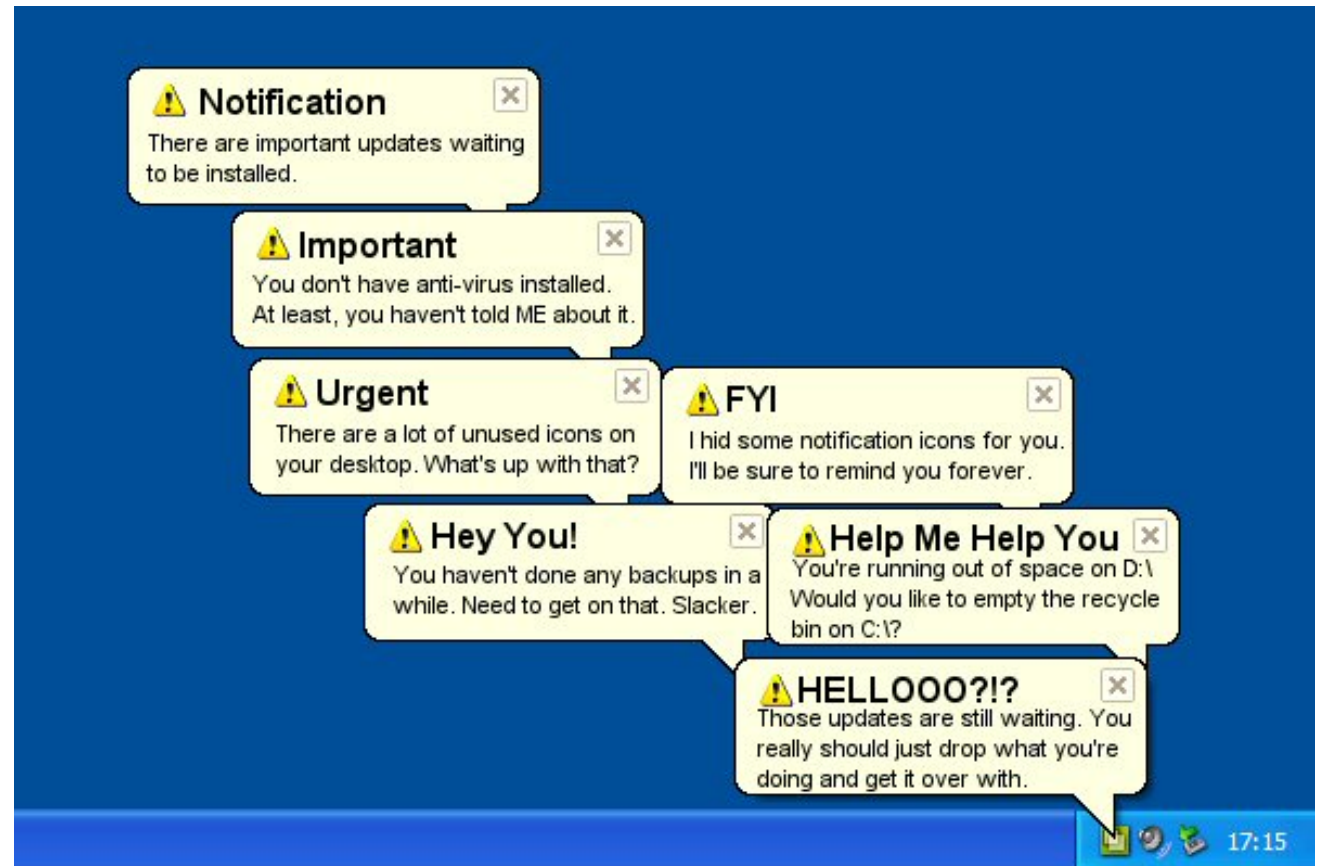 Notification
There are important updates waiting
to be installed.
Important
You don't have anti-virus installed.
At least, you haven't told ME about it.
Urgent
There are a lot of unused icons on
your desktop. What's up with that?
FYI
I hid some notification icons for you.
I'll be sure to remind you forever.
Hey You!
You haven't done any backups in a
while. Need to get on that. Slacker.
Help Me Help You
You're running out of space on D:\
Would you like to empty the recycle
bin on C:\?
HELLOOO?!?
Those updates are still waiting. You
really should just drop what you're
doing and get it over with.
17:15